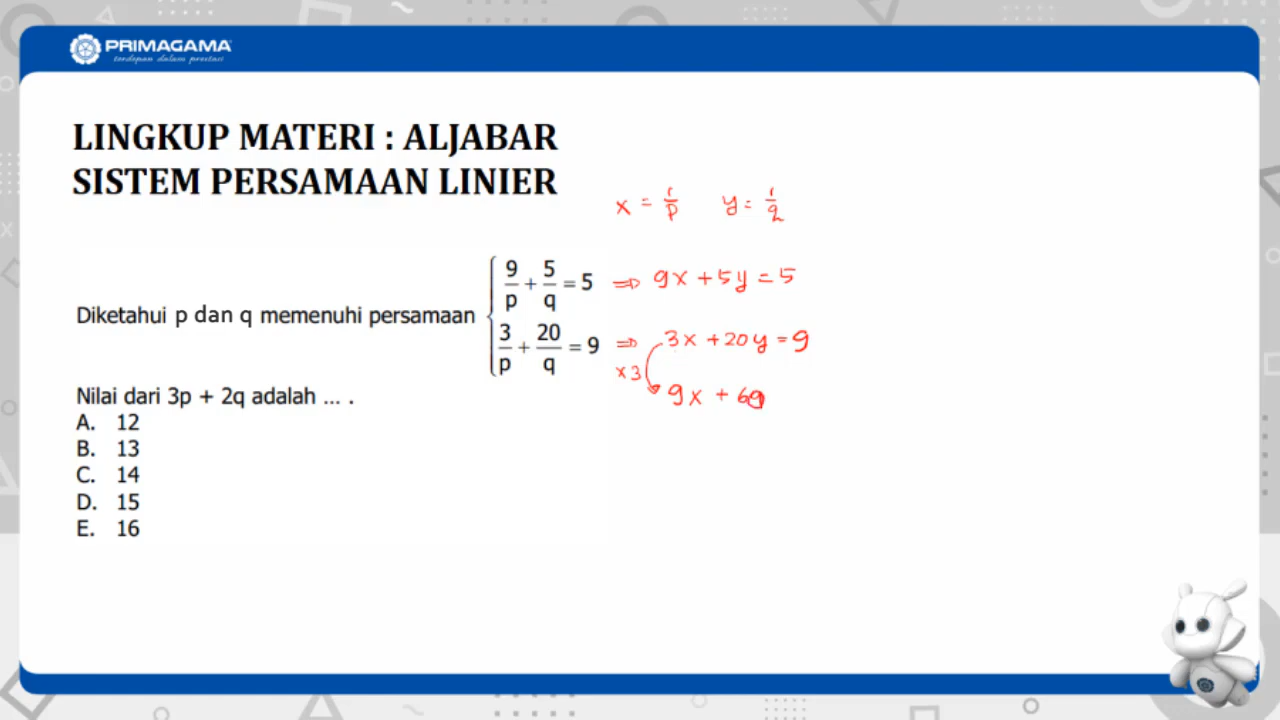 PRIMAGAMA
terdepan dalam prestasi
LINGKUP MATERI : ALJABAR
SISTEM PERSAMAAN LINIER
x = 1/p y = 1/q
Diketahui p dan q memenuhi persamaan { 9/p + 5/q = 5 ⇒ 9x + 5y = 5
3/p + 20/q = 9 ⇒ 3x + 20y = 9
x 3 9x + 60
Nilai dari 3p + 2q adalah ... .
A. 12
B. 13
C. 14
D. 15
E. 16